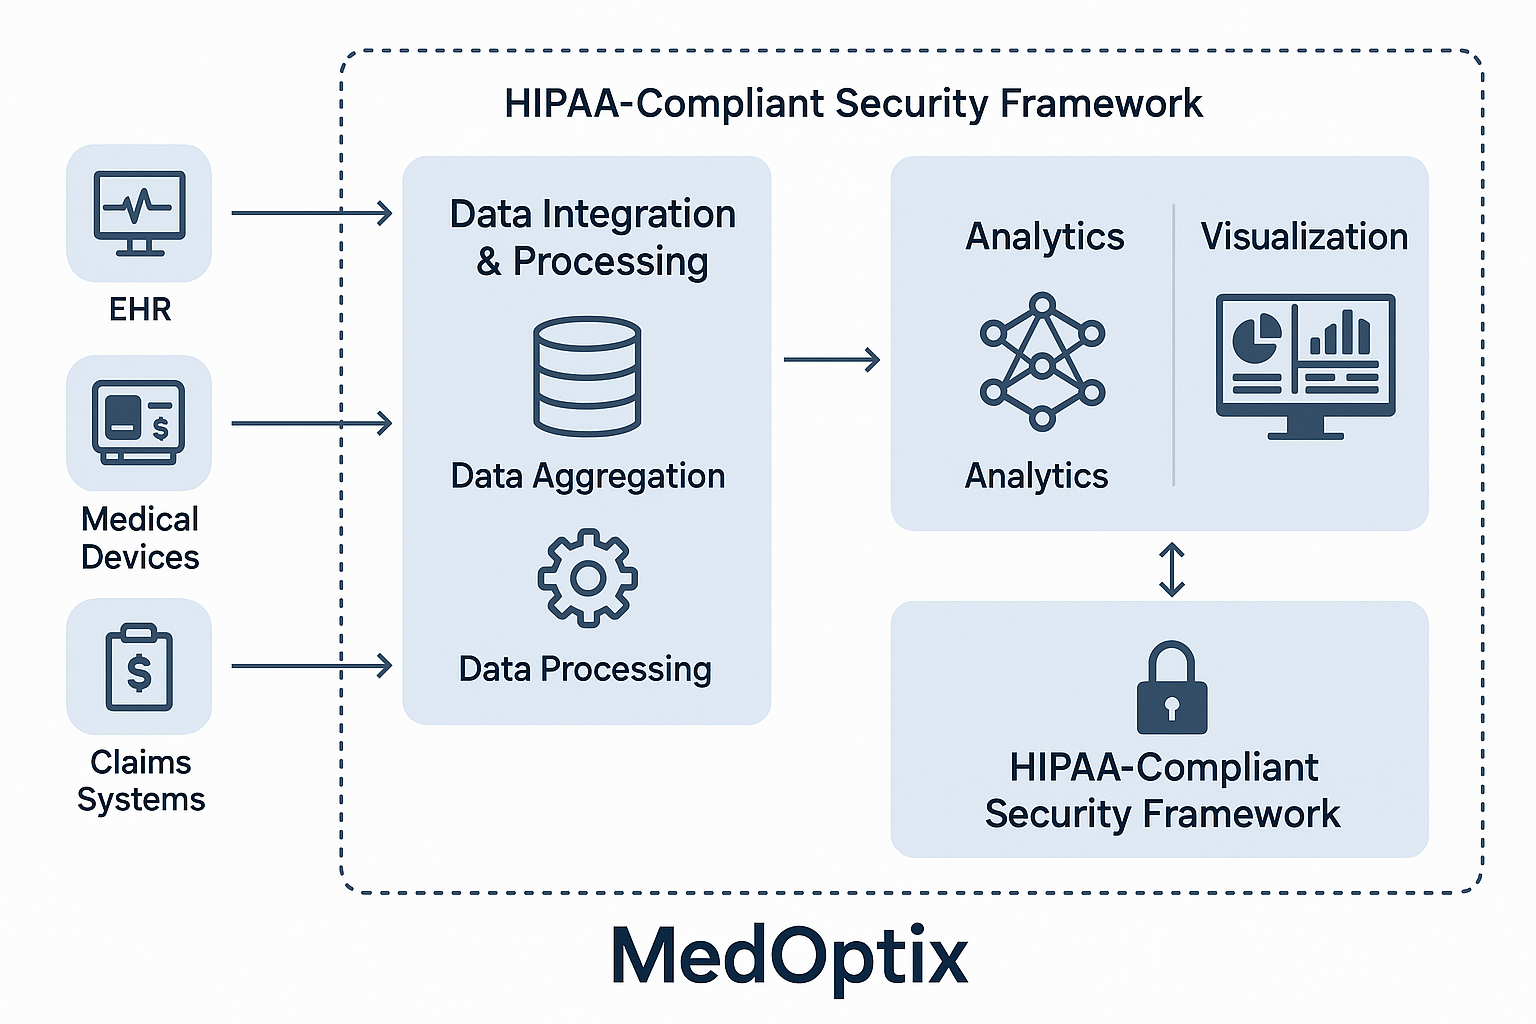 HIPAA-Compliant Security Framework
EHR
Medical
Devices
$
Claims
Systems
$
Data Integration
& Processing
Data Aggregation
Data Processing
Analytics
Visualization
Analytics
HIPAA-Compliant
Security Framework
MedOptix